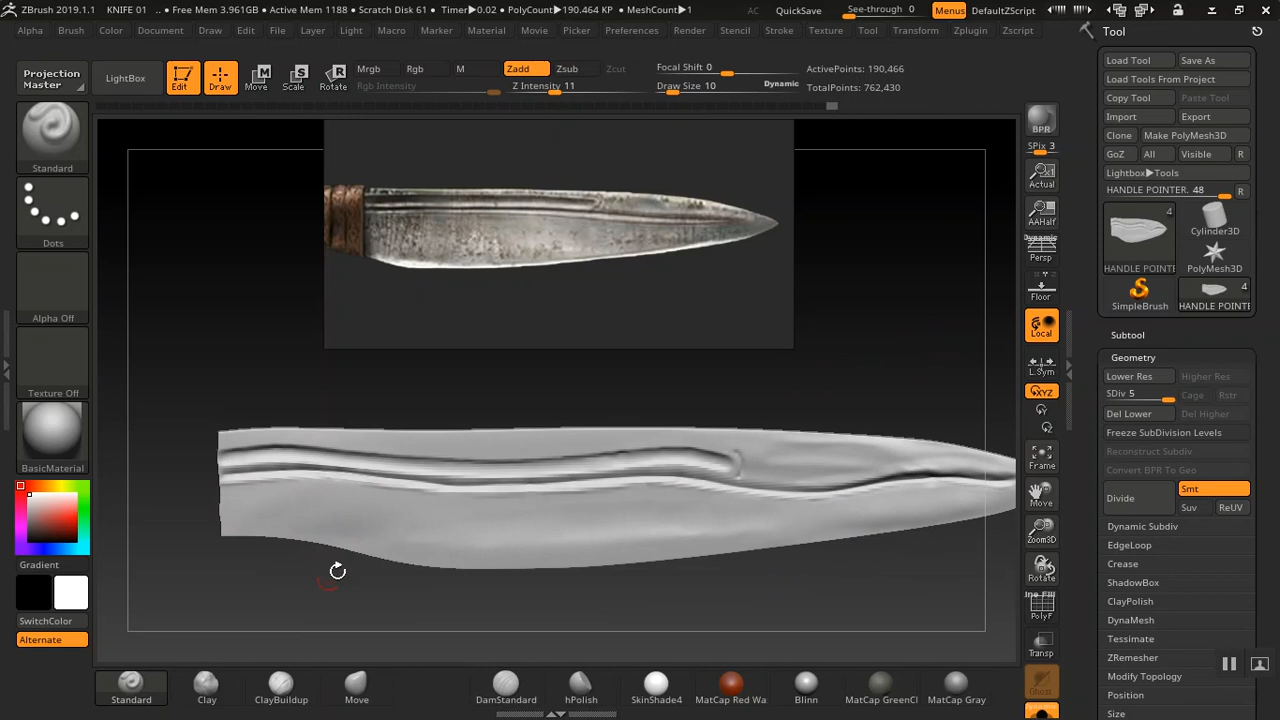 ZBrush 2019.1.1 KNIFE 01 .. ● Free Mem 3.961GB ● Active Mem 1188 ● Scratch Disk 61 ● Timer▶0.02 ● PolyCount▶190.464 KP ● MeshCount▶1 AC QuickSave See-through 0 Menus DefaultZScript
Alpha Brush Color Document Draw Edit File Layer Light Macro Marker Material Movie Picker Preferences Render Stencil Stroke Texture Tool Transform Zplugin Zscript
Projection Master
LightBox
Edit
Draw
M Move
S Scale
R Rotate
Mrgb Rgb M Zadd Zsub Zcut
Rgb Intensity Z Intensity 11
Focal Shift 0
Draw Size 10 Dynamic
ActivePoints: 190,466
TotalPoints: 762,430
Standard
Dots
Alpha Off
Texture Off
BasicMaterial
Gradient
SwitchColor
Alternate
BPR
SPix 3
Actual
AAHalf
Dynamic
Persp
Floor
Local
L.Sym
XYZ
Frame
Move
Zoom3D
Rotate
Line Fill
PolyF
Transp
Ghost
Dynamic
Tool
Load Tool Save As
Load Tools From Project
Copy Tool Paste Tool
Import Export
Clone Make PolyMesh3D
GoZ All Visible R
Lightbox▶Tools
HANDLE POINTER. 48 R
4
HANDLE POINTE
Cylinder3D
PolyMesh3D
SimpleBrush
4
HANDLE POINTE
Subtool
Geometry
Lower Res Higher Res
SDiv 5 Cage Rstr
Del Lower Del Higher
Freeze SubDivision Levels
Reconstruct Subdiv
Convert BPR To Geo
Divide Smt
Suv ReUV
Dynamic Subdiv
EdgeLoop
Crease
ShadowBox
ClayPolish
DynaMesh
Tessimate
ZRemesher
Modify Topology
Position
Size
Standard Clay ClayBuildup Move DamStandard hPolish SkinShade4 MatCap Red Wa Blinn MatCap GreenCl MatCap Gray